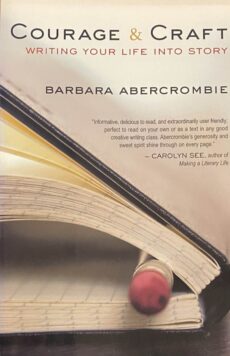 COURAGE & CRAFT
WRITING YOUR LIFE INTO STORY
BARBARA ABERCROMBIE
"Informative, delicious to read, and extraordinarily user friendly,
perfect to read on your own or as a text in any good
creative writing class. Abercrombie's generosity and
sweet spirit shine through on every page."
— CAROLYN SEE, author of
Making a Literary Life